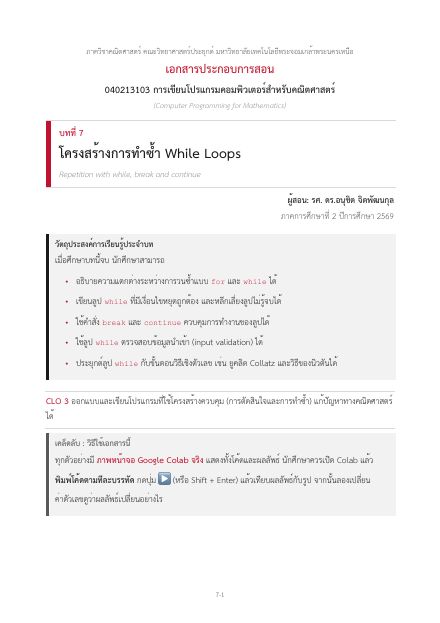 ภาควิชาคณิตศาสตร์ คณะวิทยาศาสตร์ประยุกต์ มหาวิทยาลัยเทคโนโลยีพระจอมเกล้าพระนครเหนือ
เอกสารประกอบการสอน
040213103 การเขียนโปรแกรมคอมพิวเตอร์สำหรับคณิตศาสตร์
(Computer Programming for Mathematics)
บทที่ 7
โครงสร้างการทำซ้ำ While Loops
Repetition with while, break and continue
ผู้สอน: รศ. ดร.อนุชิต จิตพัฒนกุล
ภาคการศึกษาที่ 2 ปีการศึกษา 2569
วัตถุประสงค์การเรียนรู้ประจำบท
เมื่อศึกษาบทนี้จบ นักศึกษาสามารถ
• อธิบายความแตกต่างระหว่างการวนซ้ำแบบ for และ while ได้
• เขียนลูป while ที่มีเงื่อนไขหยุดถูกต้อง และหลีกเลี่ยงลูปไม่รู้จบได้
• ใช้คำสั่ง break และ continue ควบคุมการทำงานของลูปได้
• ใช้ลูป while ตรวจสอบข้อมูลนำเข้า (input validation) ได้
• ประยุกต์ลูป while กับขั้นตอนวิธีเชิงตัวเลข เช่น ยูคลิด Collatz และวิธีของนิวตันได้
CLO 3 ออกแบบและเขียนโปรแกรมที่ใช้โครงสร้างควบคุม (การตัดสินใจและการทำซ้ำ) แก้ปัญหาทางคณิตศาสตร์
ได้
เคล็ดลับ : วิธีใช้เอกสารนี้
ทุกตัวอย่างมี ภาพหน้าจอ Google Colab จริง แสดงทั้งโค้ดและผลลัพธ์ นักศึกษาควรเปิด Colab แล้ว
พิมพ์โค้ดตามทีละบรรทัด กดปุ่ม ▶ (หรือ Shift + Enter) แล้วเทียบผลลัพธ์กับรูป จากนั้นลองเปลี่ยน
ค่าตัวเลขดูว่าผลลัพธ์เปลี่ยนอย่างไร
7-1